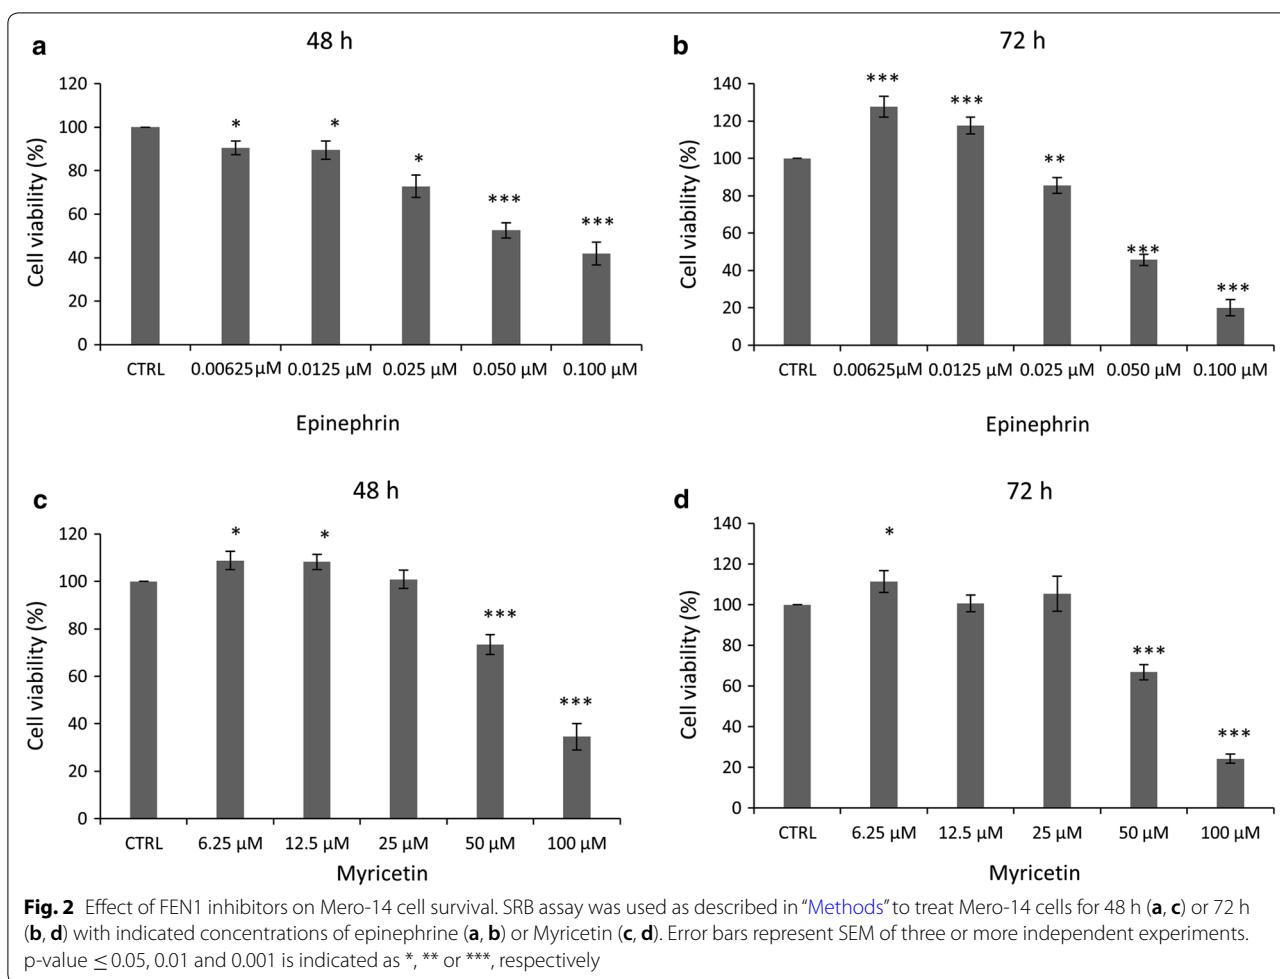 a
48 h
Cell viability (%)
120
100
80
60
40
20
0
*
*
*
***
***
CTRL 0.00625µM 0.0125 µM 0.025 µM 0.050 µM 0.100 µM
Epinephrin
b
72 h
Cell viability (%)
140
120
100
80
60
40
20
0
***
***
**
***
***
CTRL 0.00625µM 0.0125 µM 0.025 µM 0.050 µM 0.100 µM
Epinephrin
c
48 h
Cell viability (%)
120
100
80
60
40
20
0
*
*
***
***
CTRL 6.25 µM 12.5 µM 25 µM 50 µM 100 µM
Myricetin
d
72 h
Cell viability (%)
140
120
100
80
60
40
20
0
*
***
***
CTRL 6.25 µM 12.5 µM 25 µM 50 µM 100 µM
Myricetin
Fig. 2 Effect of FEN1 inhibitors on Mero-14 cell survival. SRB assay was used as described in “Methods” to treat Mero-14 cells for 48 h (a, c) or 72 h
(b, d) with indicated concentrations of epinephrine (a, b) or Myricetin (c, d). Error bars represent SEM of three or more independent experiments.
p-value ≤ 0.05, 0.01 and 0.001 is indicated as *, ** or ***, respectively